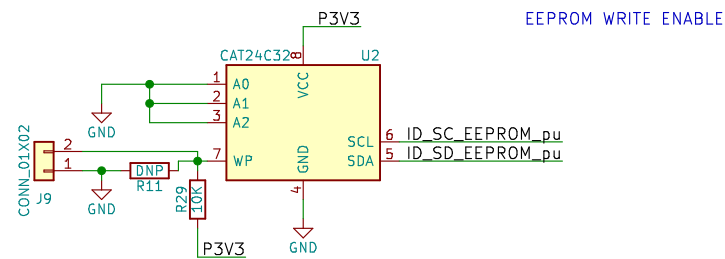 P3V3
EEPROM WRITE ENABLE
CAT24C32
U2
8
VCC
1
A0
2
A1
3
A2
GND
CONN_01X02
2
1
J9
DNP
R11
7
WP
GND
4
SCL
6
ID_SC_EEPROM_pu
SDA
5
ID_SD_EEPROM_pu
GND
R29
10K
P3V3
GND